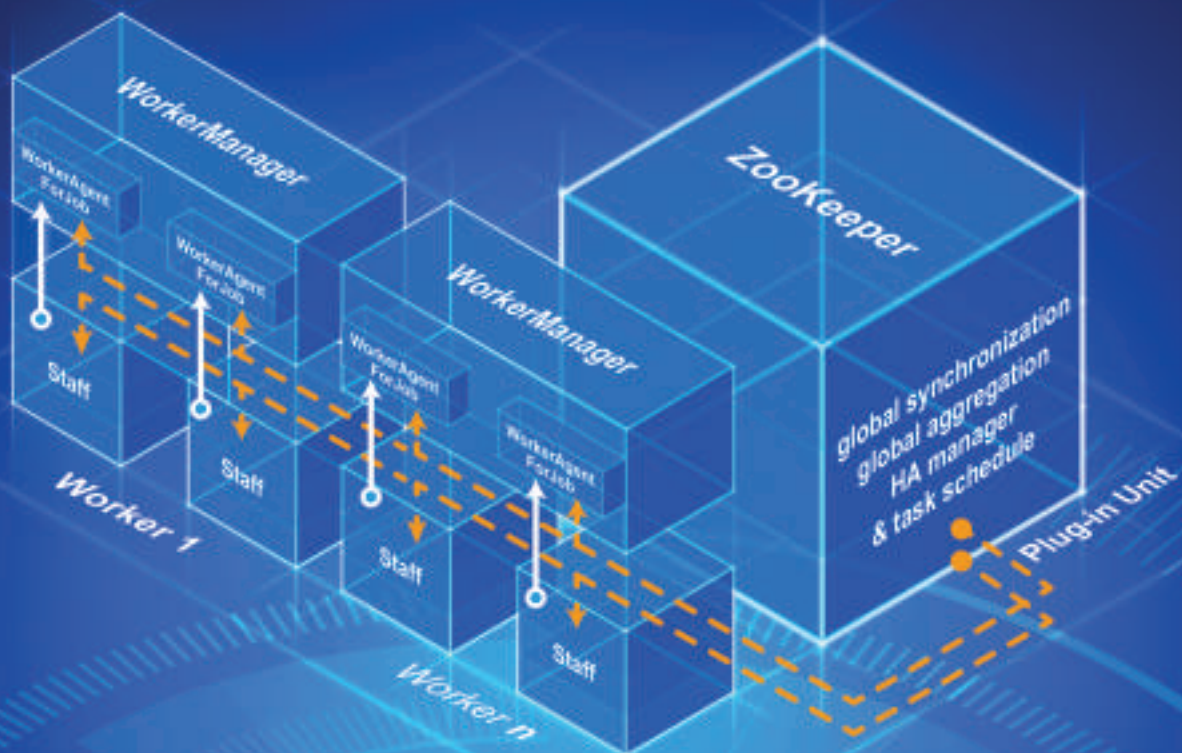 WorkerManager
WorkerAgent
ForJob
WorkerAgent
ForJob
Staff
Staff
Worker 1
WorkerManager
WorkerAgent
ForJob
WorkerAgent
ForJob
Staff
Staff
Worker n
ZooKeeper
global synchronization
global aggregation
HA manager
& task schedule
Plug-in Unit